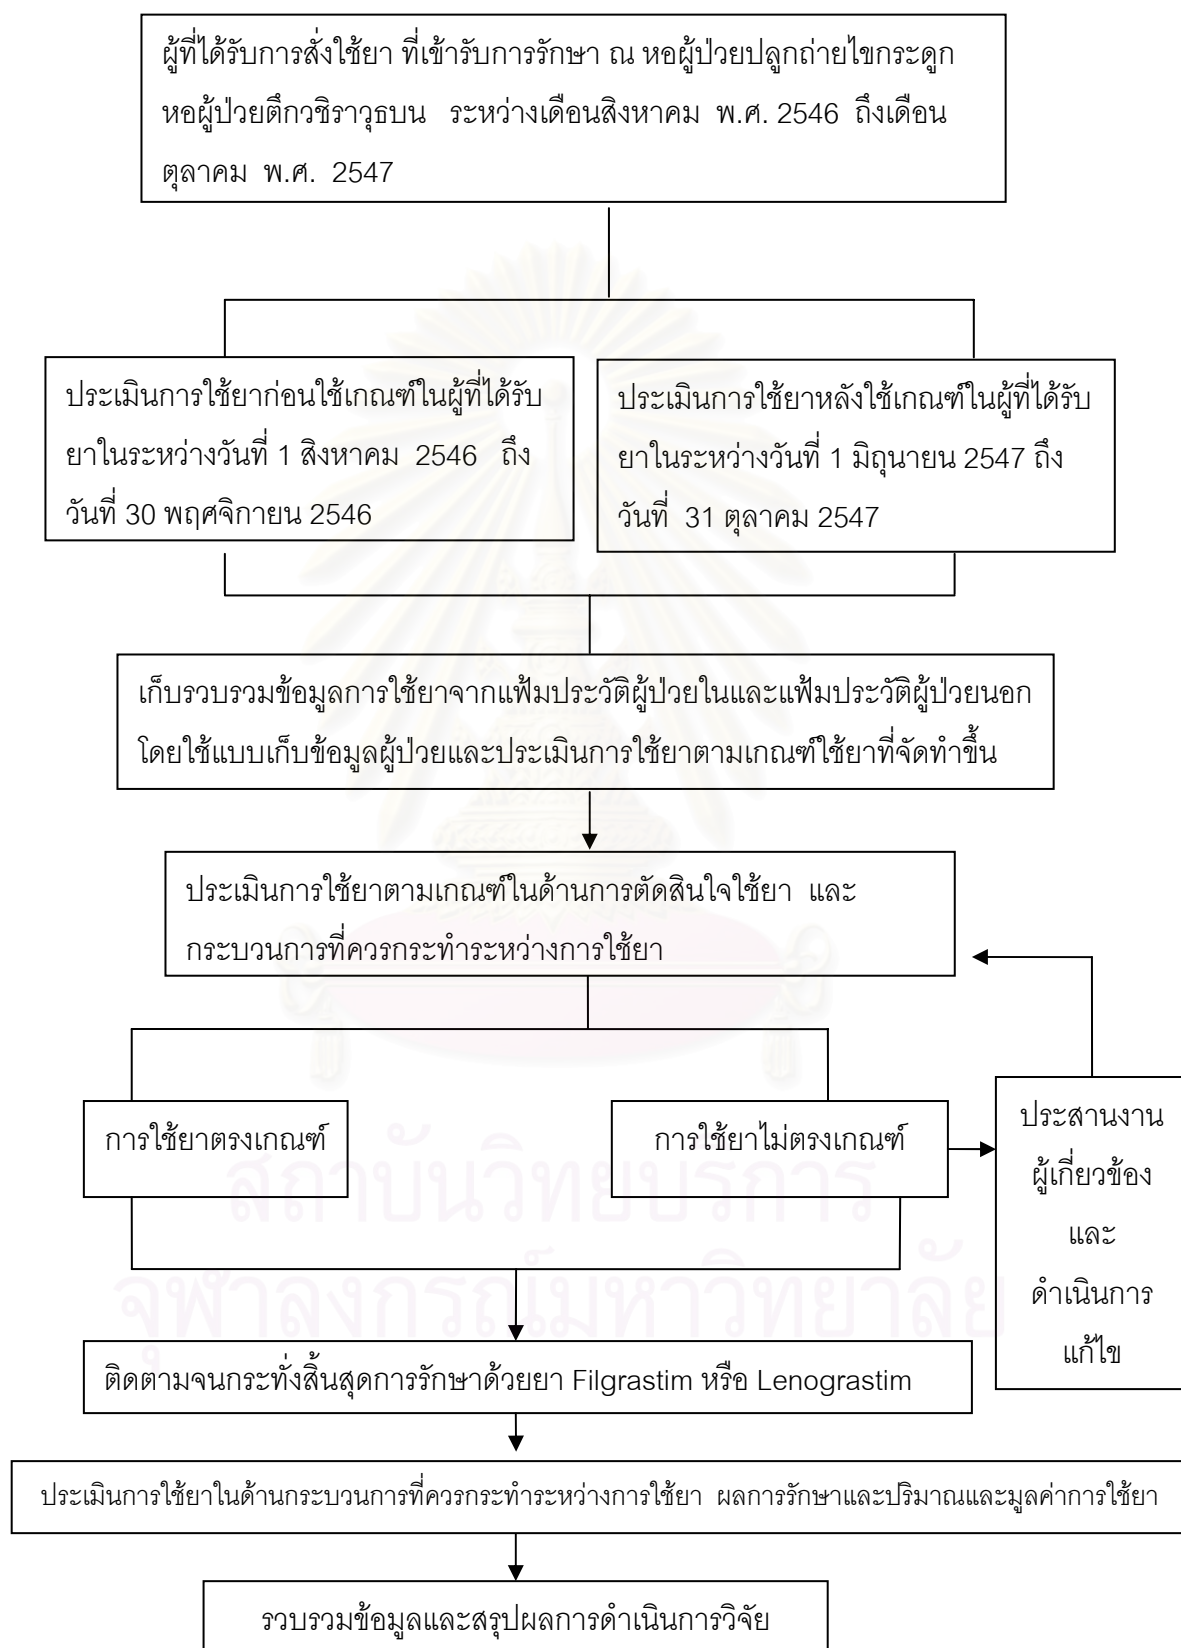 ผู้ที่ได้รับการสั่งใช้ยา ที่เข้ารับการรักษา ณ หอผู้ป่วยปลูกถ่ายไขกระดูก
หอผู้ป่วยตึกวชิราวุธบน ระหว่างเดือนสิงหาคม พ.ศ. 2546 ถึงเดือน
ตุลาคม พ.ศ. 2547
ประเมินการใช้ยาก่อนใช้เกณฑ์ในผู้ที่ได้รับ
ยาในระหว่างวันที่ 1 สิงหาคม 2546 ถึง
วันที่ 30 พฤศจิกายน 2546
ประเมินการใช้ยาหลังใช้เกณฑ์ในผู้ที่ได้รับ
ยาในระหว่างวันที่ 1 มิถุนายน 2547 ถึง
วันที่ 31 ตุลาคม 2547
เก็บรวบรวมข้อมูลการใช้ยาจากแฟ้มประวัติผู้ป่วยในและแฟ้มประวัติผู้ป่วยนอก
โดยใช้แบบเก็บข้อมูลผู้ป่วยและประเมินการใช้ยาตามเกณฑ์ใช้ยาที่จัดทำขึ้น
ประเมินการใช้ยาตามเกณฑ์ในด้านการตัดสินใจใช้ยา และ
กระบวนการที่ควรกระทำระหว่างการใช้ยา
การใช้ยาตรงเกณฑ์
การใช้ยาไม่ตรงเกณฑ์
ประสานงาน
ผู้เกี่ยวข้อง
และ
ดำเนินการ
แก้ไข
สถาบันวิทยบริการ
จุฬาลงกรณ์มหาวิทยาลัย
ติดตามจนกระทั่งสิ้นสุดการรักษาด้วยยา Filgrastim หรือ Lenograstim
ประเมินการใช้ยาในด้านกระบวนการที่ควรกระทำระหว่างการใช้ยา ผลการรักษาและปริมาณและมูลค่าการใช้ยา
รวบรวมข้อมูลและสรุปผลการดำเนินการวิจัย